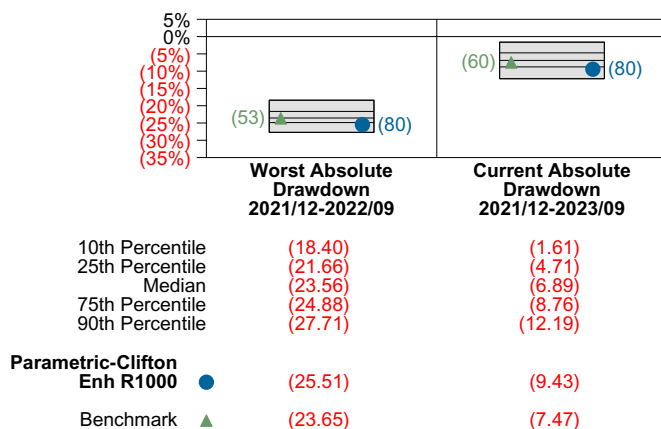 5%
0%
(5%)
(10%)
(15%)
(20%)
(25%)
(30%)
(35%)
(53)
(80)
(60)
(80)
Worst Absolute
Drawdown
2021/12-2022/09
Current Absolute
Drawdown
2021/12-2023/09
10th Percentile (18.40) (1.61)
25th Percentile (21.66) (4.71)
Median (23.56) (6.89)
75th Percentile (24.88) (8.76)
90th Percentile (27.71) (12.19)
Parametric-Clifton
Enh R1000 (25.51) (9.43)
Benchmark (23.65) (7.47)